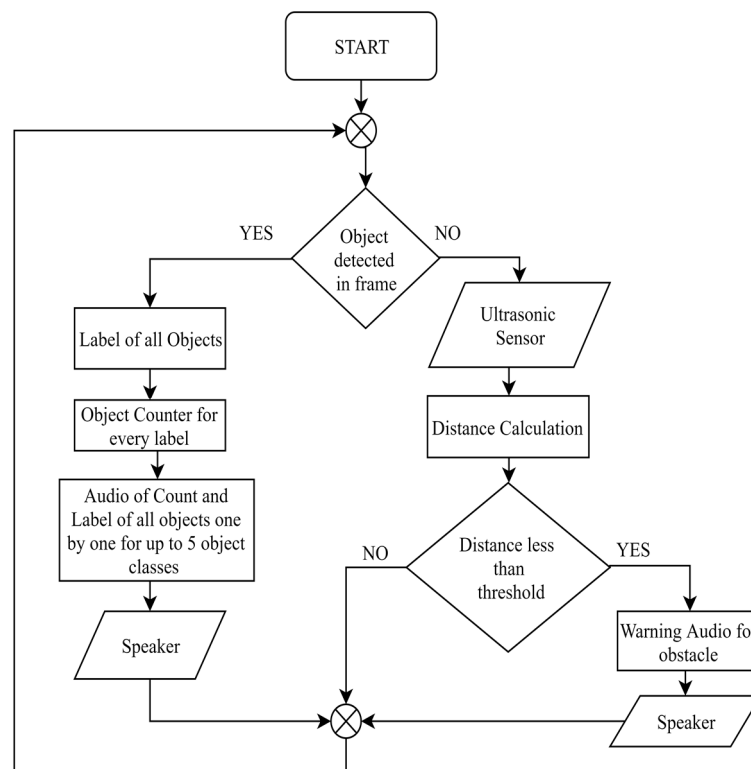 START
YES
Object
detected
in frame
NO
Label of all Objects
Ultrasonic
Sensor
Object Counter for
every label
Distance Calculation
Audio of Count and
Label of all objects one
by one for up to 5 object
classes
NO
Distance less
than
threshold
YES
Speaker
Warning Audio fo
obstacle
Speaker